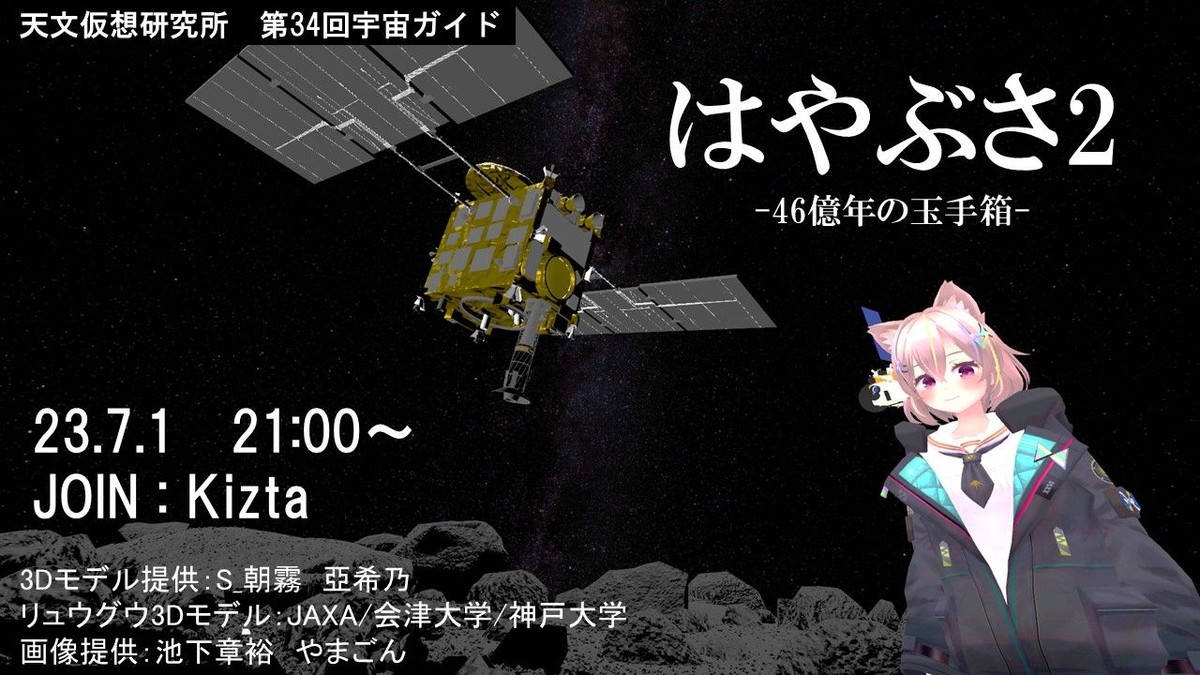 天文仮想研究所　第34回宇宙ガイド
はやぶさ2
-46億年の玉手箱-
23.7.1　21:00～
JOIN：Kizta
3Dモデル提供：S_朝霧　亞希乃
リュウグウ3Dモデル：JAXA/会津大学/神戸大学
画像提供：池下章裕　やまごん